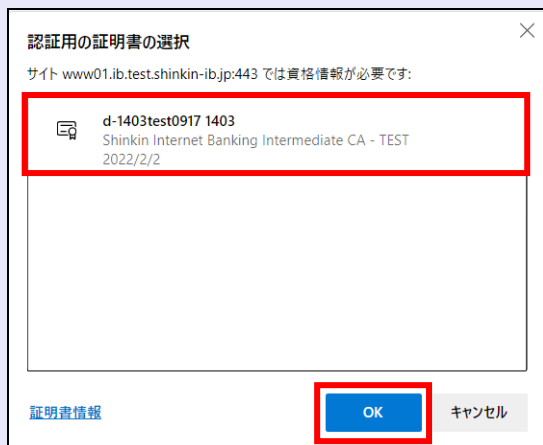 認証用の証明書の選択
サイト www01.ib.test.shinkin-ib.jp:443 では資格情報が必要です:
d-1403test0917 1403
Shinkin Internet Banking Intermediate CA - TEST
2022/2/2
証明書情報
OK
キャンセル